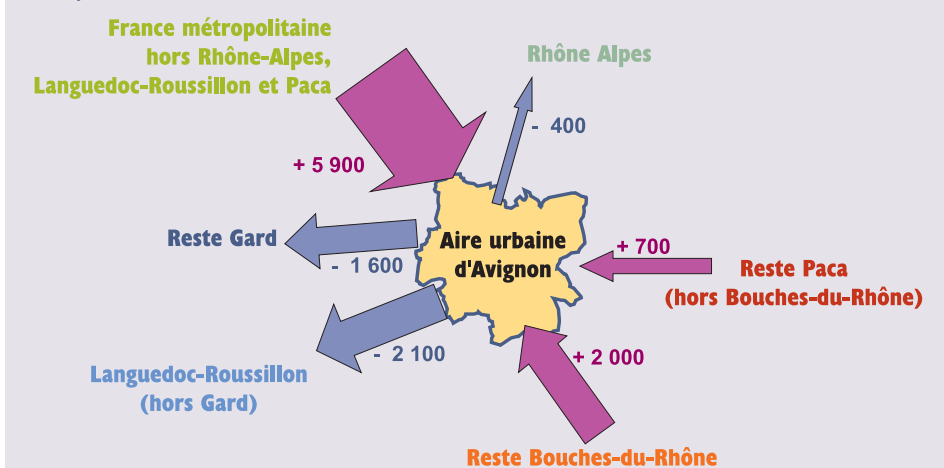 France métropolitaine
hors Rhône-Alpes,
Languedoc-Roussillon et Paca
+ 5 900
Rhône Alpes
- 400
Reste Gard
- 1 600
Aire urbaine
d'Avignon
+ 700
Reste Paca
(hors Bouches-du-Rhône)
- 2 100
Languedoc-Roussillon
(hors Gard)
+ 2 000
Reste Bouches-du-Rhône